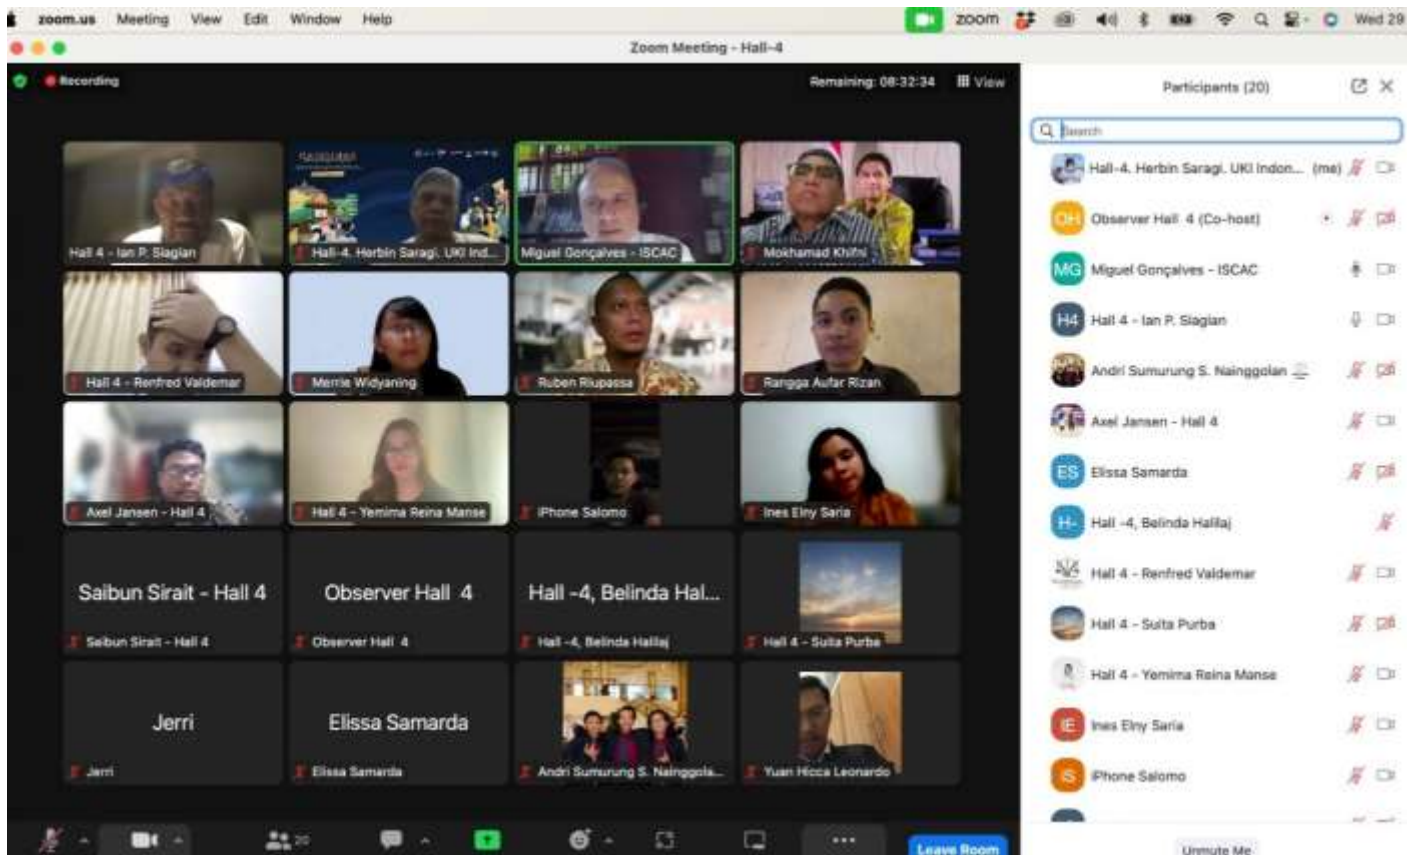 zoom.us Meeting View Edit Window Help zoom Wed 29
Zoom Meeting - Hall-4
Recording Remaining: 08:32:34 View
Hall 4 - Ian P. Siagian
Hall-4. Herbin Saragi. UKI Ind...
Miguel Gonçalves - ISCAC
Mokhamad Khifni
Hall 4 - Renfred Valdemar
Merrie Widyaning
Ruben Riupassa
Rangga Aufar Rizan
Axel Jansen - Hall 4
Hall 4 - Yemima Reina Manse
iPhone Salomo
Ines Elny Saria
Saibun Sirait - Hall 4
Saibun Sirait - Hall 4
Observer Hall 4
Observer Hall 4
Hall -4, Belinda Hal...
Hall -4, Belinda Halilaj
Hall 4 - Suita Purba
Jerri
Jerri
Elissa Samarda
Elissa Samarda
Andri Sumurung S. Nainggola...
Yuan Hicca Leonardo
20
Leave Room
Participants (20)
Search
Hall-4. Herbin Saragi. UKI Indon... (me)
OH Observer Hall 4 (Co-host)
MG Miguel Gonçalves - ISCAC
H4 Hall 4 - Ian P. Siagian
Andri Sumurung S. Nainggolan
Axel Jansen - Hall 4
ES Elissa Samarda
H- Hall -4, Belinda Halilaj
Hall 4 - Renfred Valdemar
Hall 4 - Suita Purba
Hall 4 - Yemima Reina Manse
IE Ines Elny Saria
iS iPhone Salomo
Unmute Me